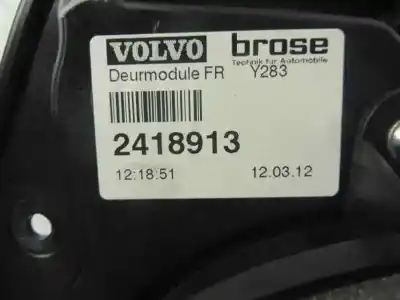 VOLVO brose
Technik für Automobile
Deurmodule FR Y283
2418913
12:18:51 12.03.12